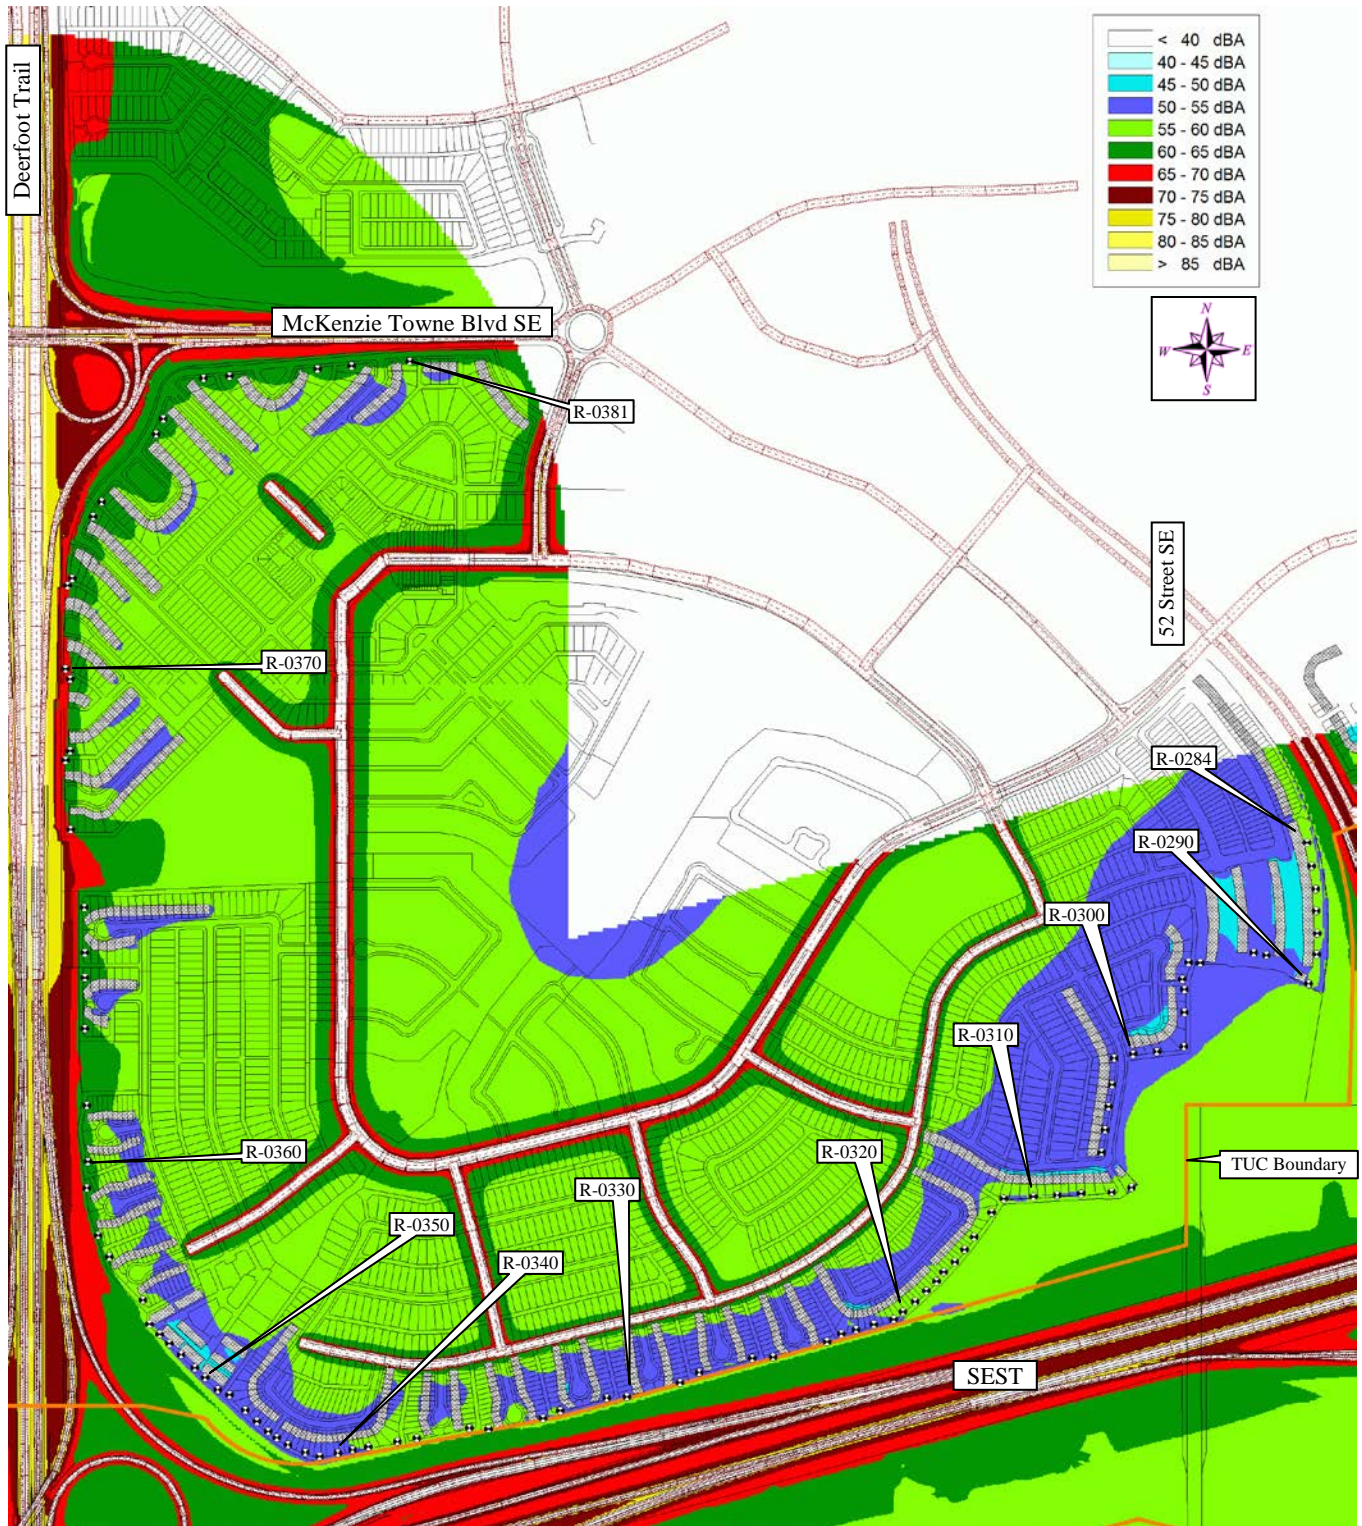 Deerfoot Trail
< 40 dBA
40 - 45 dBA
45 - 50 dBA
50 - 55 dBA
55 - 60 dBA
60 - 65 dBA
65 - 70 dBA
70 - 75 dBA
75 - 80 dBA
80 - 85 dBA
> 85 dBA
N
W E
S
McKenzie Towne Blvd SE
R-0381
52 Street SE
R-0370
R-0284
R-0290
R-0300
R-0310
R-0320
R-0360
TUC Boundary
R-0330
R-0350
R-0340
SEST